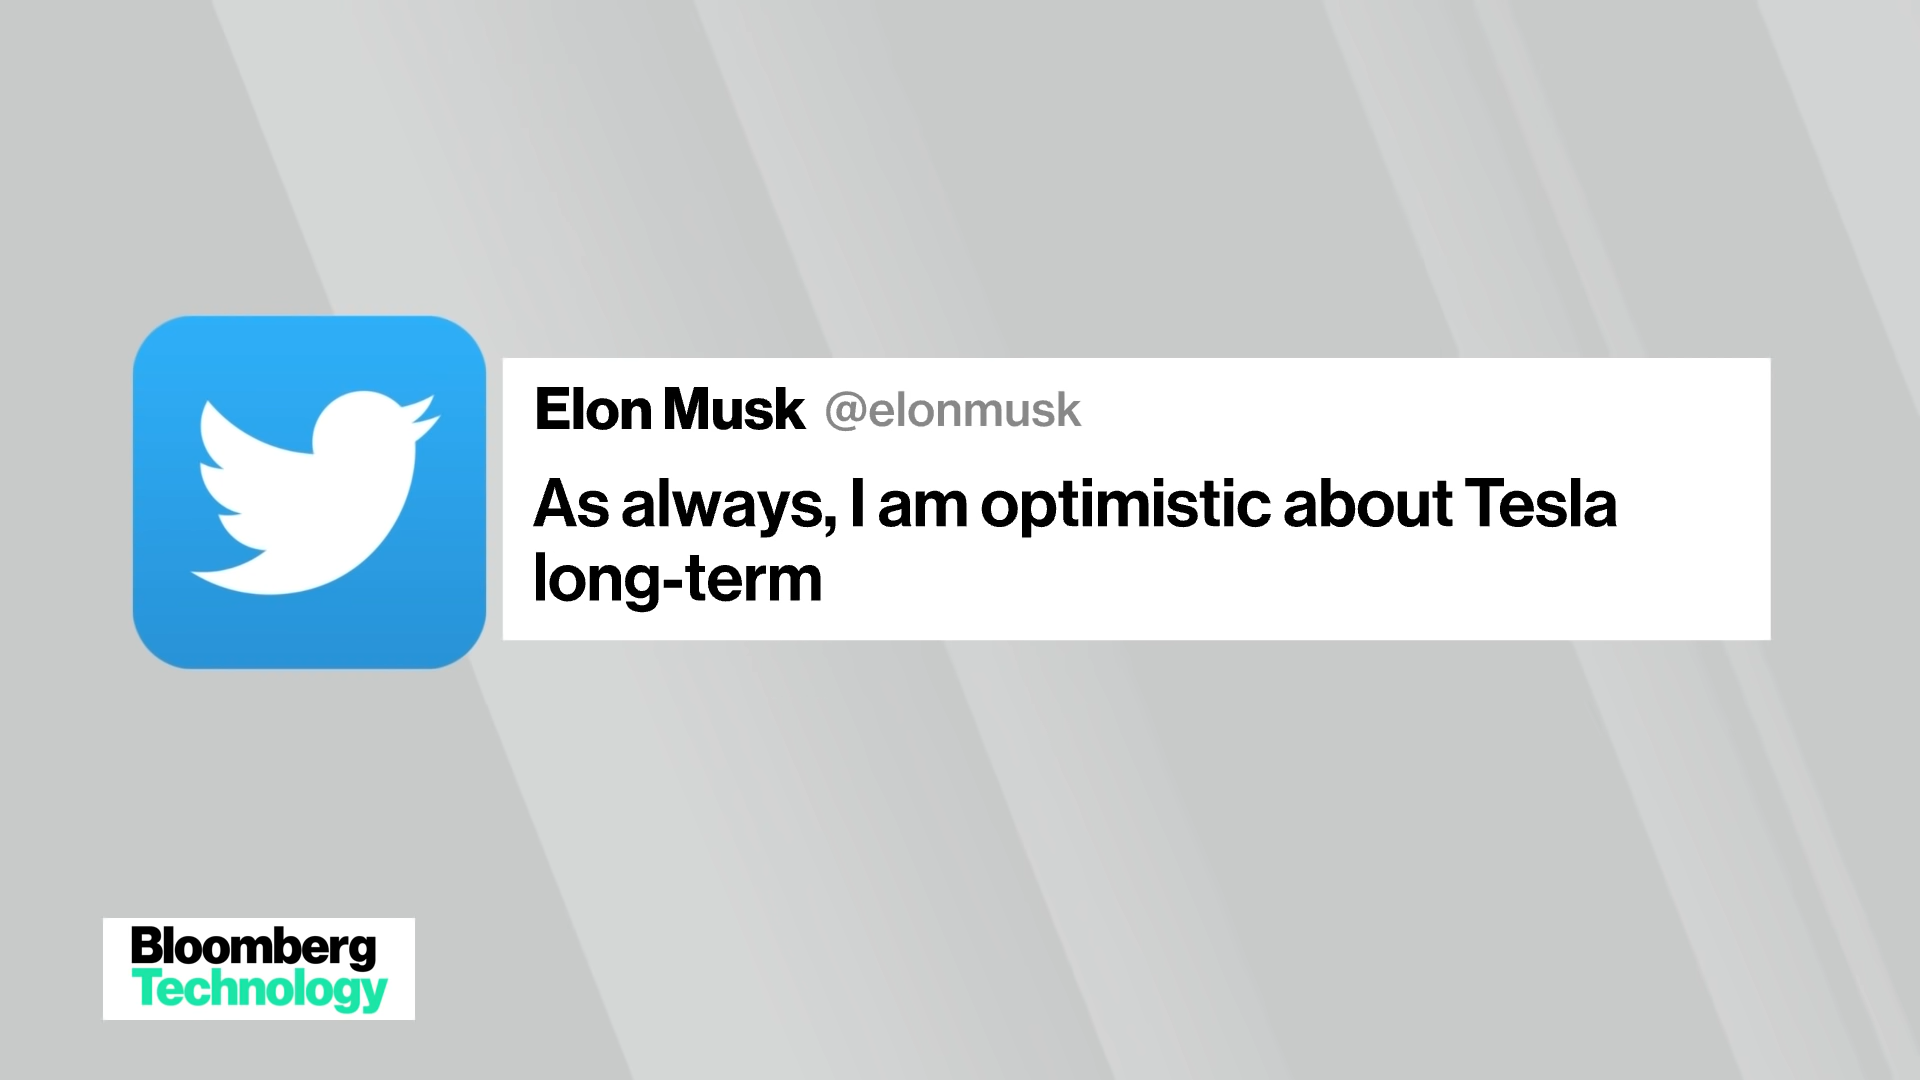 Elon Musk @elonmusk
As always, I am optimistic about Tesla
long-term
Bloomberg
Technology